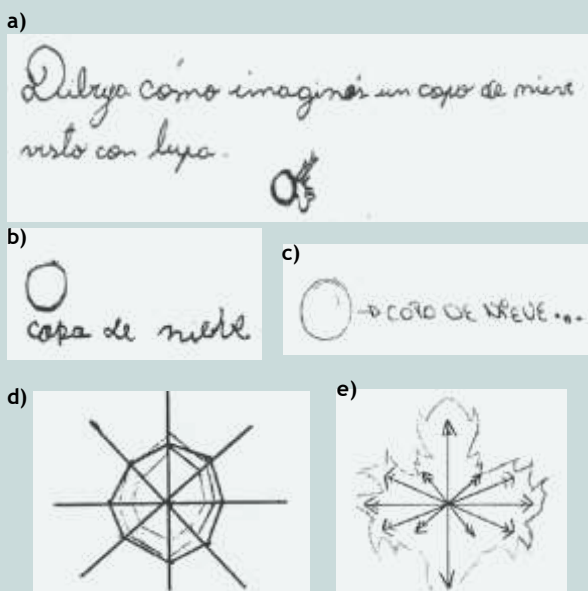 a)
Dibuja cómo imaginás un copo de nieve
visto con lupa.
b)
copo de nieve
c)
COPO DE NIEVE...
d)
e)